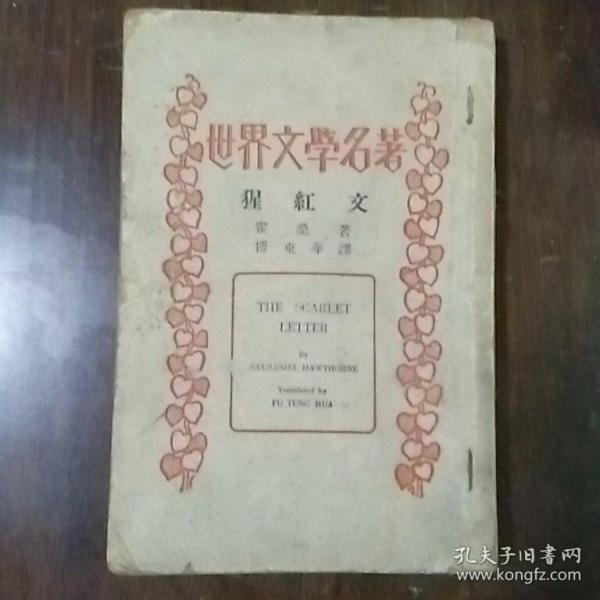 世界文學名著
猩紅文
霍桑著
傅東華譯
THE SCARLET
LETTER
By
NATHANIEL HAWTHORNE
Translated by
FU TUNG HUA
孔夫子旧书网
www.kongfz.com